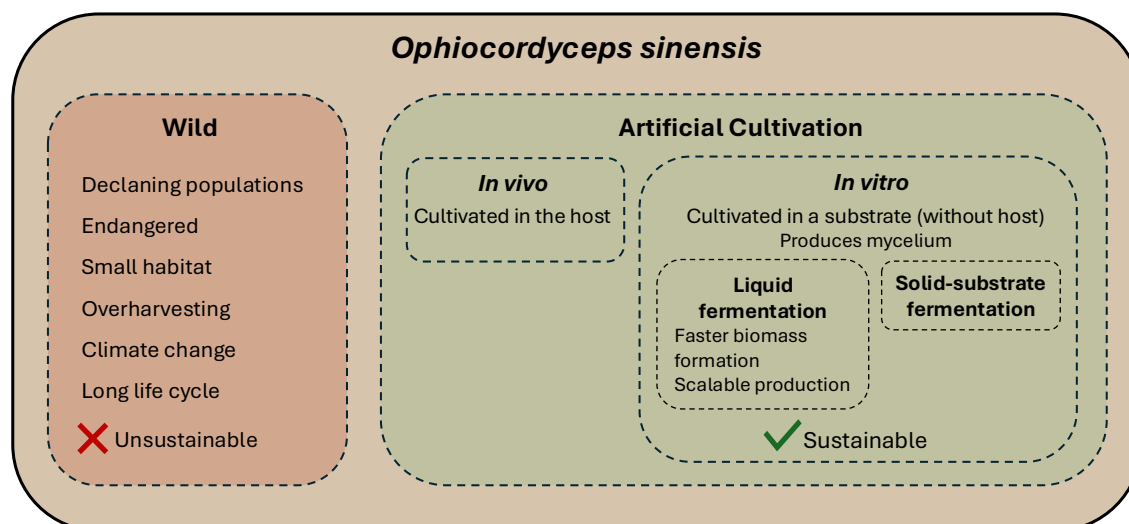 Ophiocordyceps sinensis
Wild
Declaning populations
Endangered
Small habitat
Overharvesting
Climate change
Long life cycle
Unsustainable
Artificial Cultivation
In vivo
Cultivated in the host
In vitro
Cultivated in a substrate (without host)
Produces mycelium
Liquid
fermentation
Faster biomass
formation
Scalable production
Solid-substrate
fermentation
Sustainable